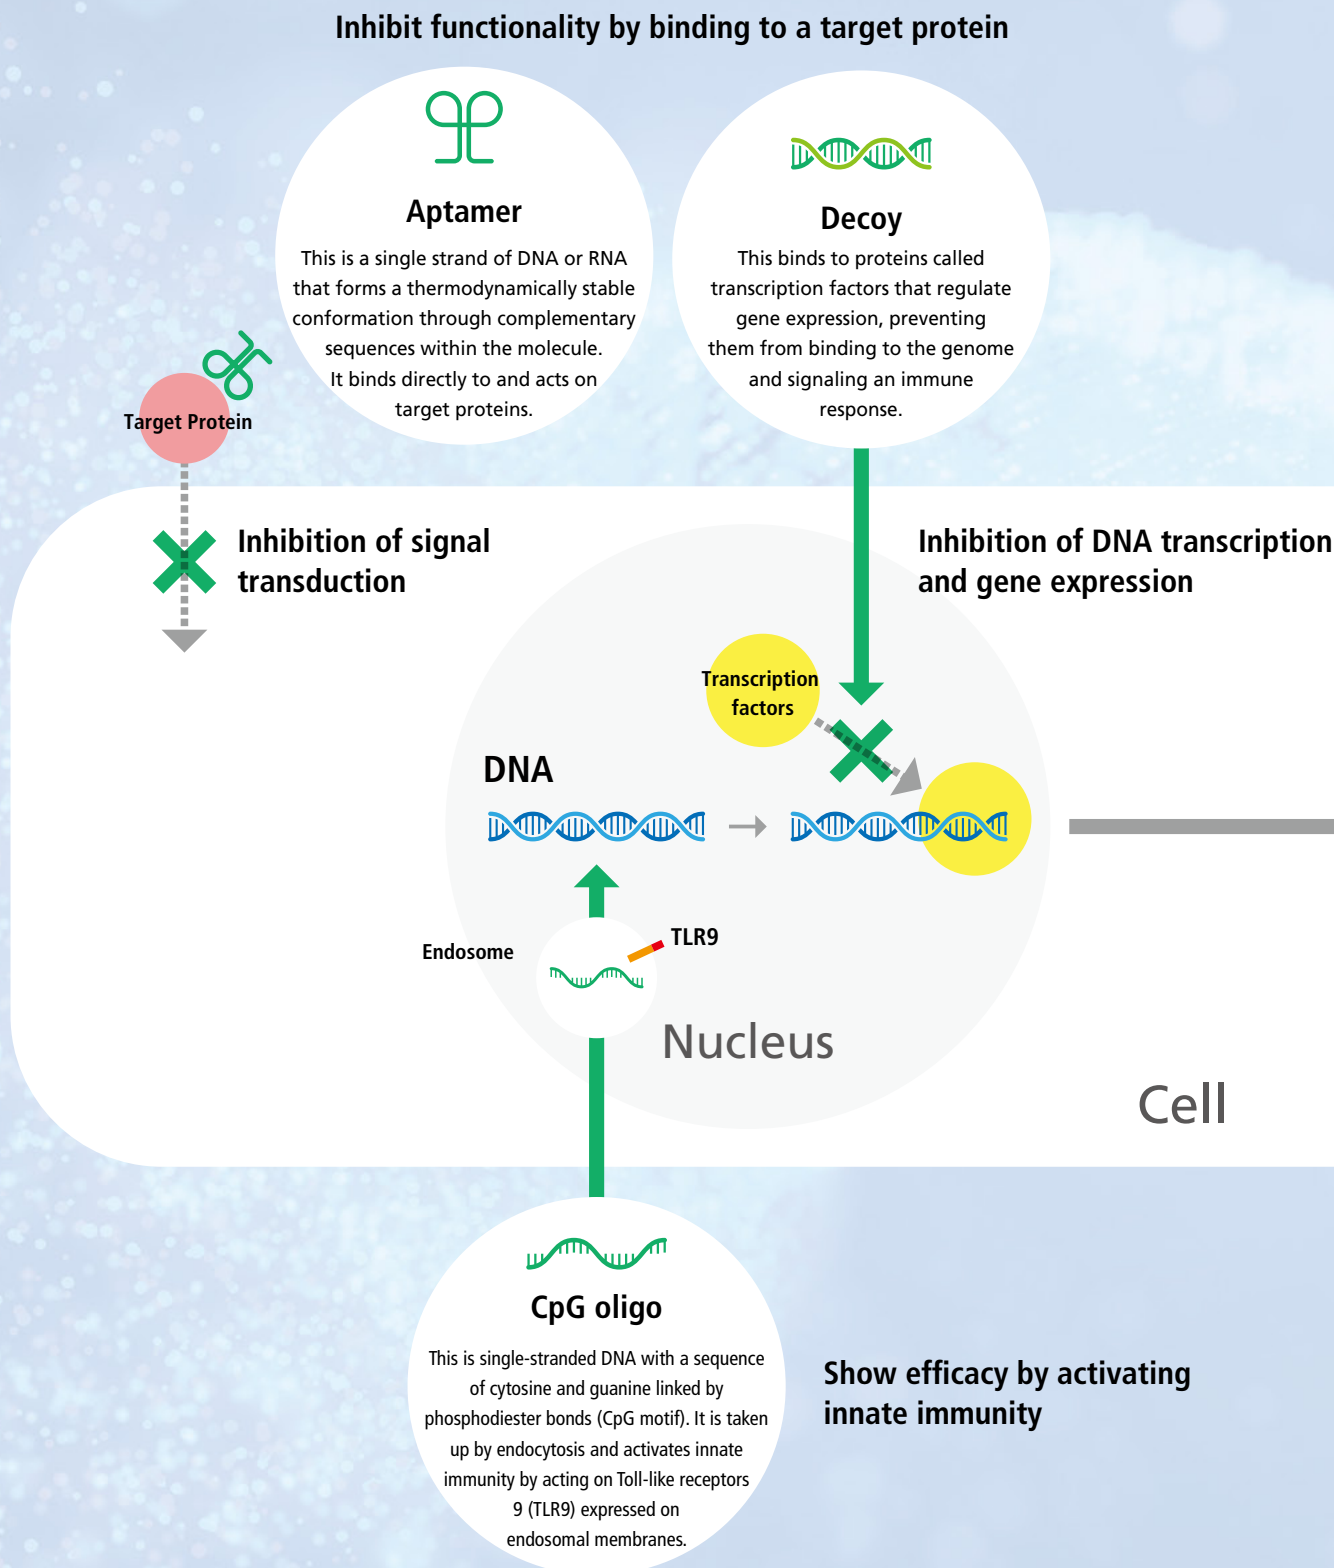 Inhibit functionality by binding to a target protein
Aptamer
This is a single strand of DNA or RNA
that forms a thermodynamically stable
conformation through complementary
sequences within the molecule.
It binds directly to and acts on
target proteins.
Decoy
This binds to proteins called
transcription factors that regulate
gene expression, preventing
them from binding to the genome
and signaling an immune
response.
Target Protein
Inhibition of signal
transduction
Inhibition of DNA transcription
and gene expression
Transcription
factors
DNA
Endosome
TLR9
Nucleus
Cell
CpG oligo
This is single-stranded DNA with a sequence
of cytosine and guanine linked by
phosphodiester bonds (CpG motif). It is taken
up by endocytosis and activates innate
immunity by acting on Toll-like receptors
9 (TLR9) expressed on
endosomal membranes.
Show efficacy by activating
innate immunity